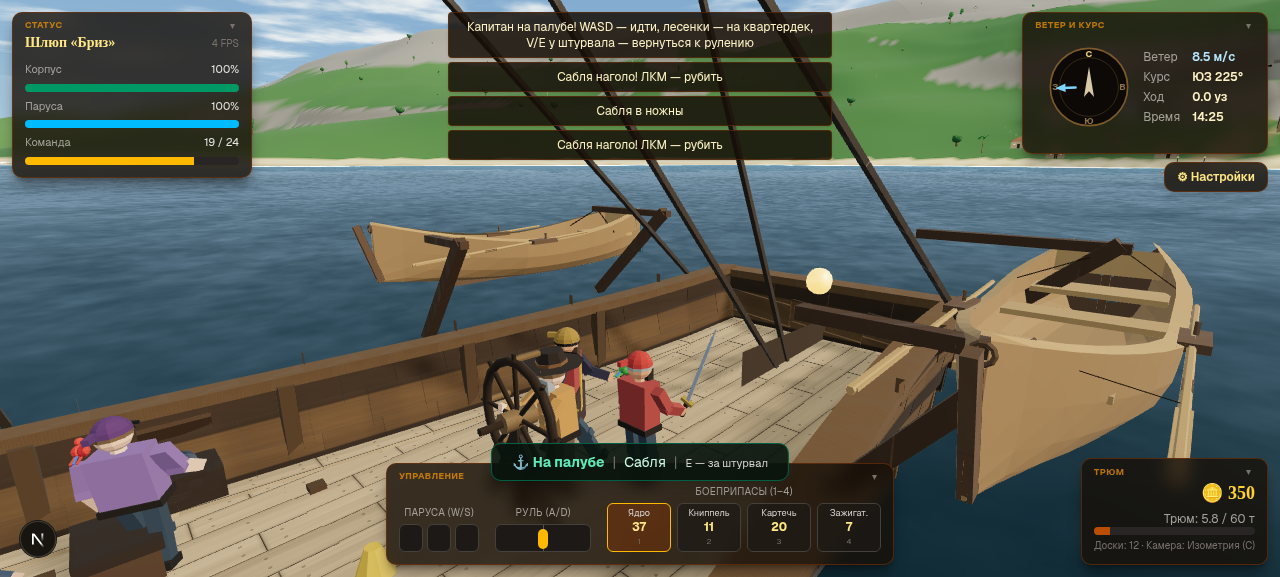 СТАТУС
▼
Шлюп «Бриз»
4 FPS
Корпус 100%
Паруса 100%
Команда 19 / 24
Капитан на палубе! WASD — идти, лесенки — на квартердек,
V/E у штурвала — вернуться к рулению
Сабля наголо! ЛКМ — рубить
Сабля в ножны
Сабля наголо! ЛКМ — рубить
ВЕТЕР И КУРС
▼
С
З В
Ю
Ветер 8.5 м/с
Курс ЮЗ 225°
Ход 0.0 уз
Время 14:25
⚙ Настройки
⚓ На палубе | Сабля | E — за штурвал
УПРАВЛЕНИЕ
▼
ПАРУСА (W/S)
РУЛЬ (A/D)
БОЕПРИПАСЫ (1–4)
Ядро
37
1
Книппель
11
2
Картечь
20
3
Зажигат.
7
4
ТРЮМ
▼
350
Трюм: 5.8 / 60 т
Доски: 12 · Камера: Изометрия (C)
N